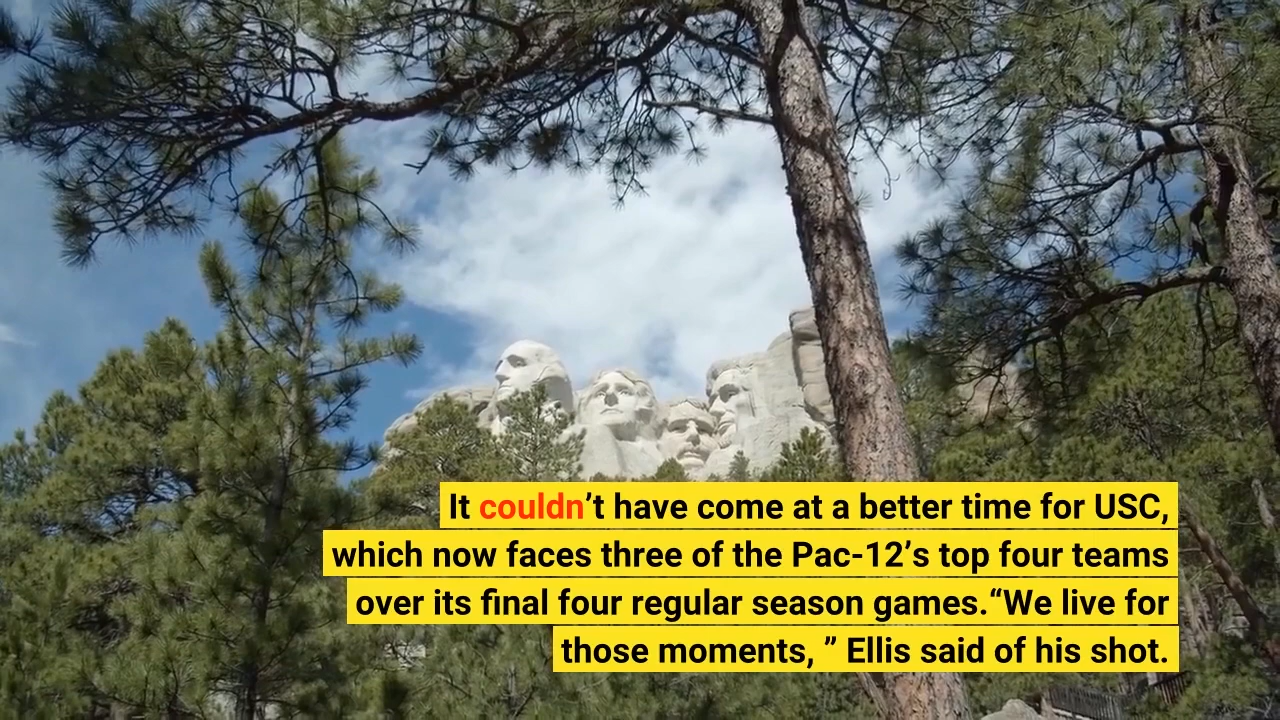 It couldn’t have come at a better time for USC,
which now faces three of the Pac-12’s top four teams
over its final four regular season games.“We live for
those moments, ” Ellis said of his shot.